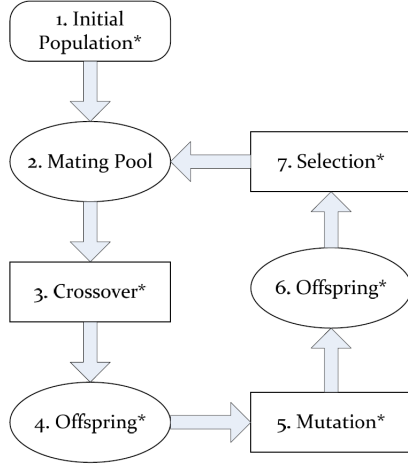 1. Initial
Population*
2. Mating Pool
3. Crossover*
4. Offspring*
5. Mutation*
6. Offspring*
7. Selection*